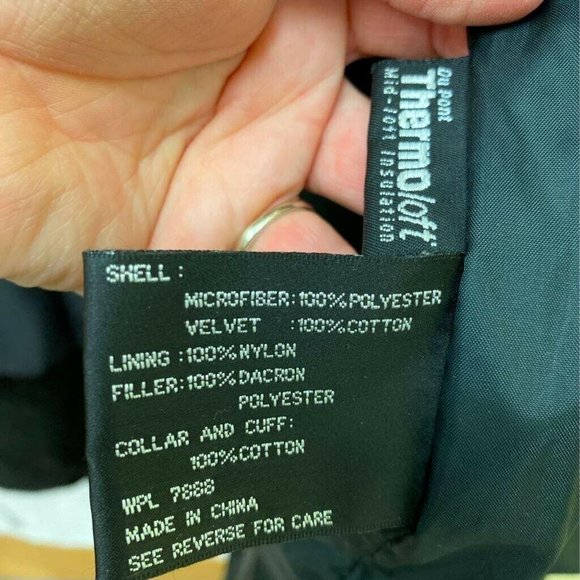 Du Pont
Thermoloft
Mid-loft Insulation
SHELL :
MICROFIBER:100%POLYESTER
VELVET :100%COTTON
LINING :100%NYLON
FILLER:100%DACRON
POLYESTER
COLLAR AND CUFF:
100%COTTON
WPL 7888
MADE IN CHINA
SEE REVERSE FOR CARE